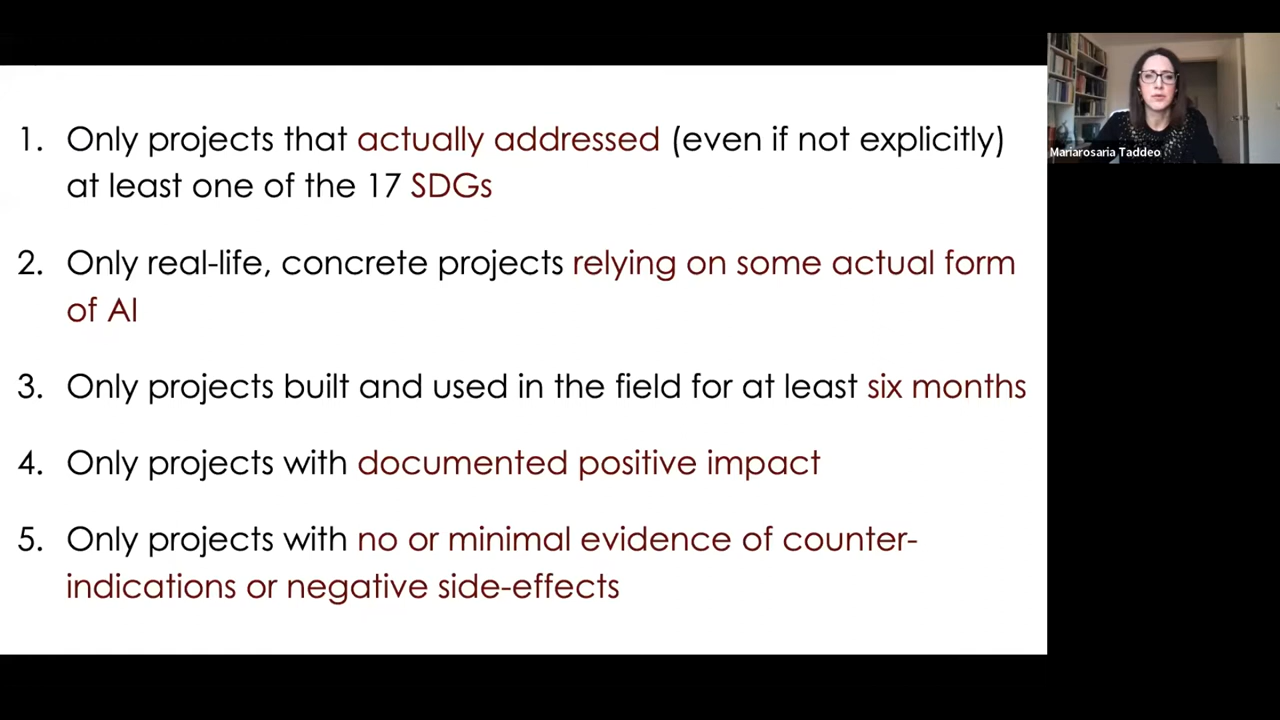 1. Only projects that actually addressed (even if not explicitly)
at least one of the 17 SDGs
2. Only real-life, concrete projects relying on some actual form
of AI
3. Only projects built and used in the field for at least six months
4. Only projects with documented positive impact
5. Only projects with no or minimal evidence of counter-
indications or negative side-effects
Mariarosaria Taddeo